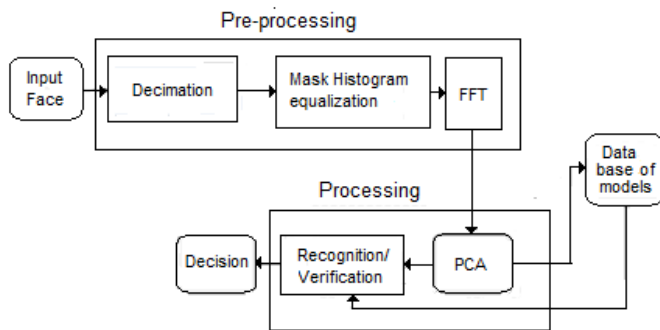 Pre-processing
Input
Face
Decimation
Mask Histogram
equalization
FFT
Data
base of
models
Processing
Decision
Recognition/
Verification
PCA